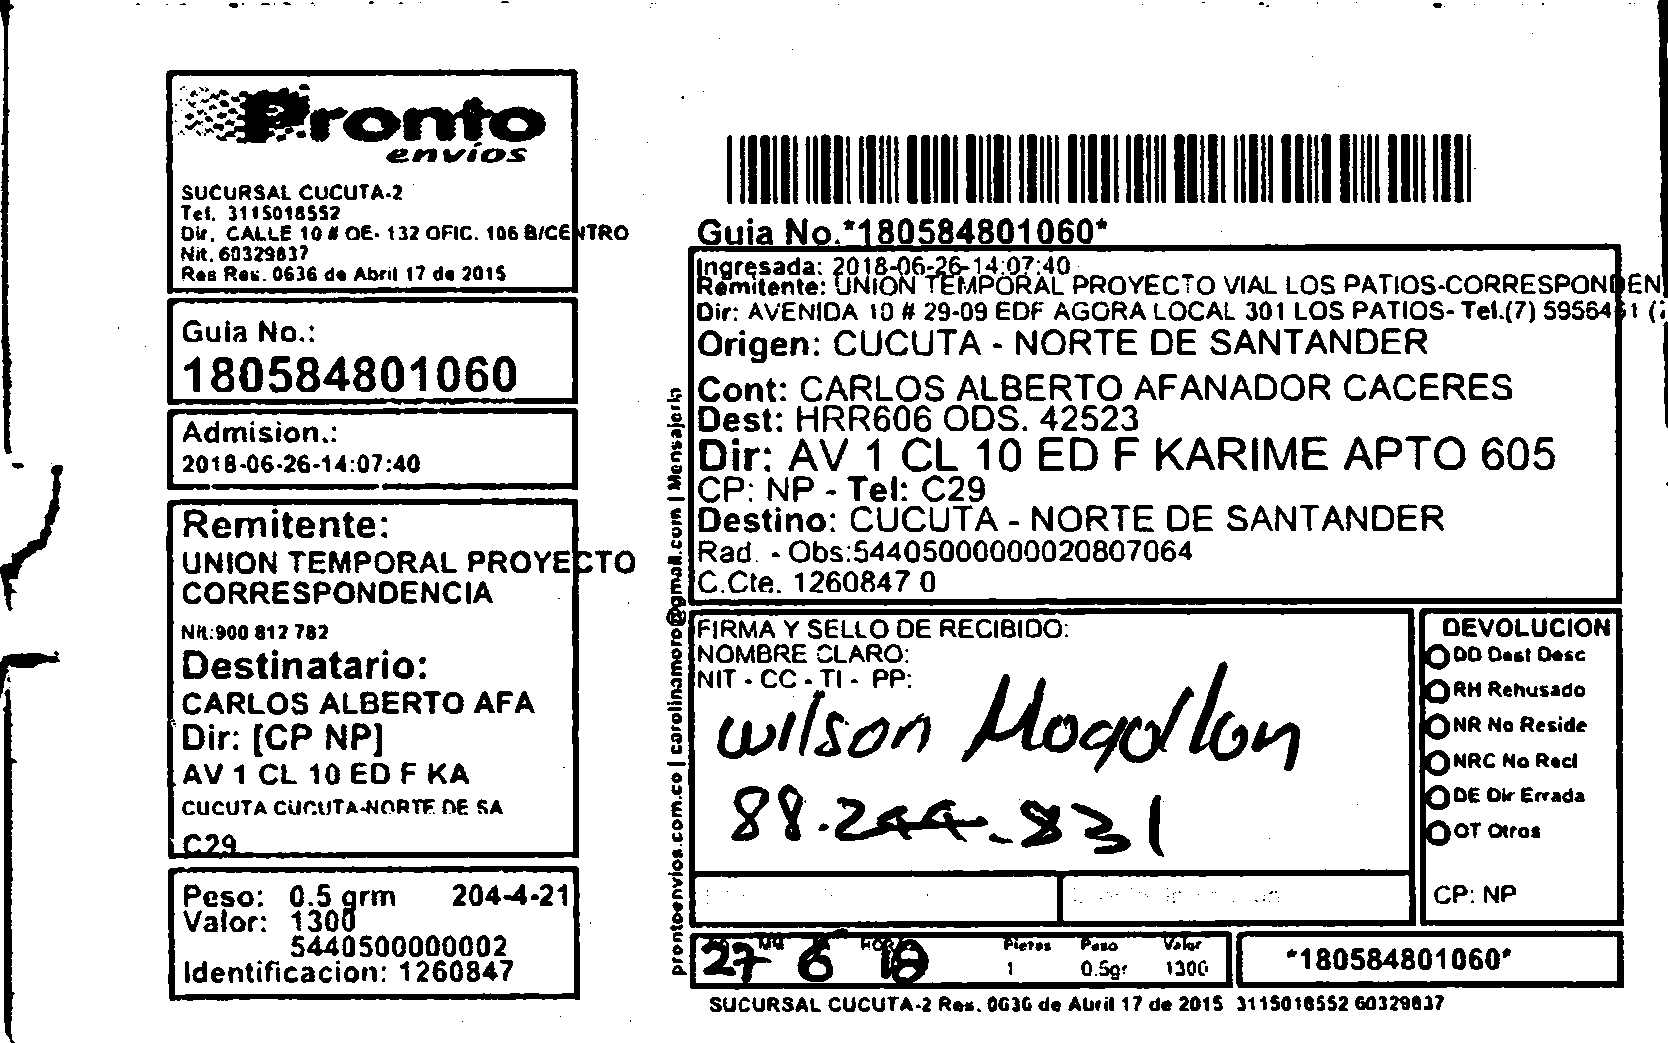 Pronto
envíos
SUCURSAL CUCUTA-2
Tel. 3115018552
Dir. CALLE 10 # OE- 132 OFIC. 106 B/CENTRO
Nit. 60329837
Res Res. 0636 de Abril 17 de 2015
Guia No.:
180584801060
Admision.:
2018-06-26-14:07:40
Remitente:
UNION TEMPORAL PROYECTO
CORRESPONDENCIA
Nit:900 812 782
Destinatario:
CARLOS ALBERTO AFA
Dir: [CP NP]
AV 1 CL 10 ED F KA
CUCUTA CUCUTA-NORTE DE SA
C29
Peso: 0.5 grm 204-4-21
Valor: 1300
5440500000002
Identificacion: 1260847
prontoenvios.com.co | carolinamoro@gmail.com | Mensajeria
Guia No.*180584801060*
Ingresada: 2018-06-26-14:07:40
Remitente: UNION TEMPORAL PROYECTO VIAL LOS PATIOS-CORRESPONDEN
Dir: AVENIDA 10 # 29-09 EDF AGORA LOCAL 301 LOS PATIOS- Tel.(7) 5956461 (
Origen: CUCUTA - NORTE DE SANTANDER
Cont: CARLOS ALBERTO AFANADOR CACERES
Dest: HRR606 ODS. 42523
Dir: AV 1 CL 10 ED F KARIME APTO 605
CP: NP - Tel: C29
Destino: CUCUTA - NORTE DE SANTANDER
Rad. - Obs:54405000000020807064
C.Cte. 1260847 0
FIRMA Y SELLO DE RECIBIDO:
NOMBRE CLARO:
NIT - CC - TI - PP:
wilson Mogollon
88.244.831
DEVOLUCION
DD Dest Desc
RH Rehusado
NR No Reside
NRC No Recl
DE Dir Errada
OT Otros
CP: NP
27 6 18
Piezas Peso Valor
1 0.5gr 1300
*180584801060*
SUCURSAL CUCUTA-2 Res. 0636 de Abril 17 de 2015 3115018552 60329837